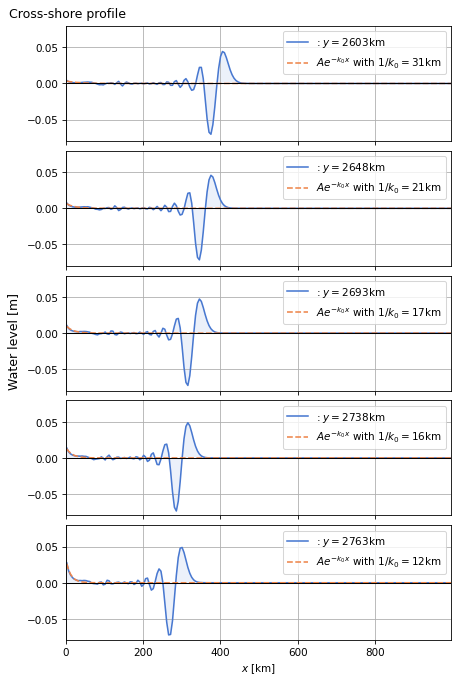 Cross-shore profile
0.05
0.00
−0.05
: y = 2603km
Ae^{−k₀x} with 1/k₀ = 31km
0.05
0.00
−0.05
: y = 2648km
Ae^{−k₀x} with 1/k₀ = 21km
Water level [m]
0.05
0.00
−0.05
: y = 2693km
Ae^{−k₀x} with 1/k₀ = 17km
0.05
0.00
−0.05
: y = 2738km
Ae^{−k₀x} with 1/k₀ = 16km
0.05
0.00
−0.05
: y = 2763km
Ae^{−k₀x} with 1/k₀ = 12km
0 200 400 600 800
x [km]